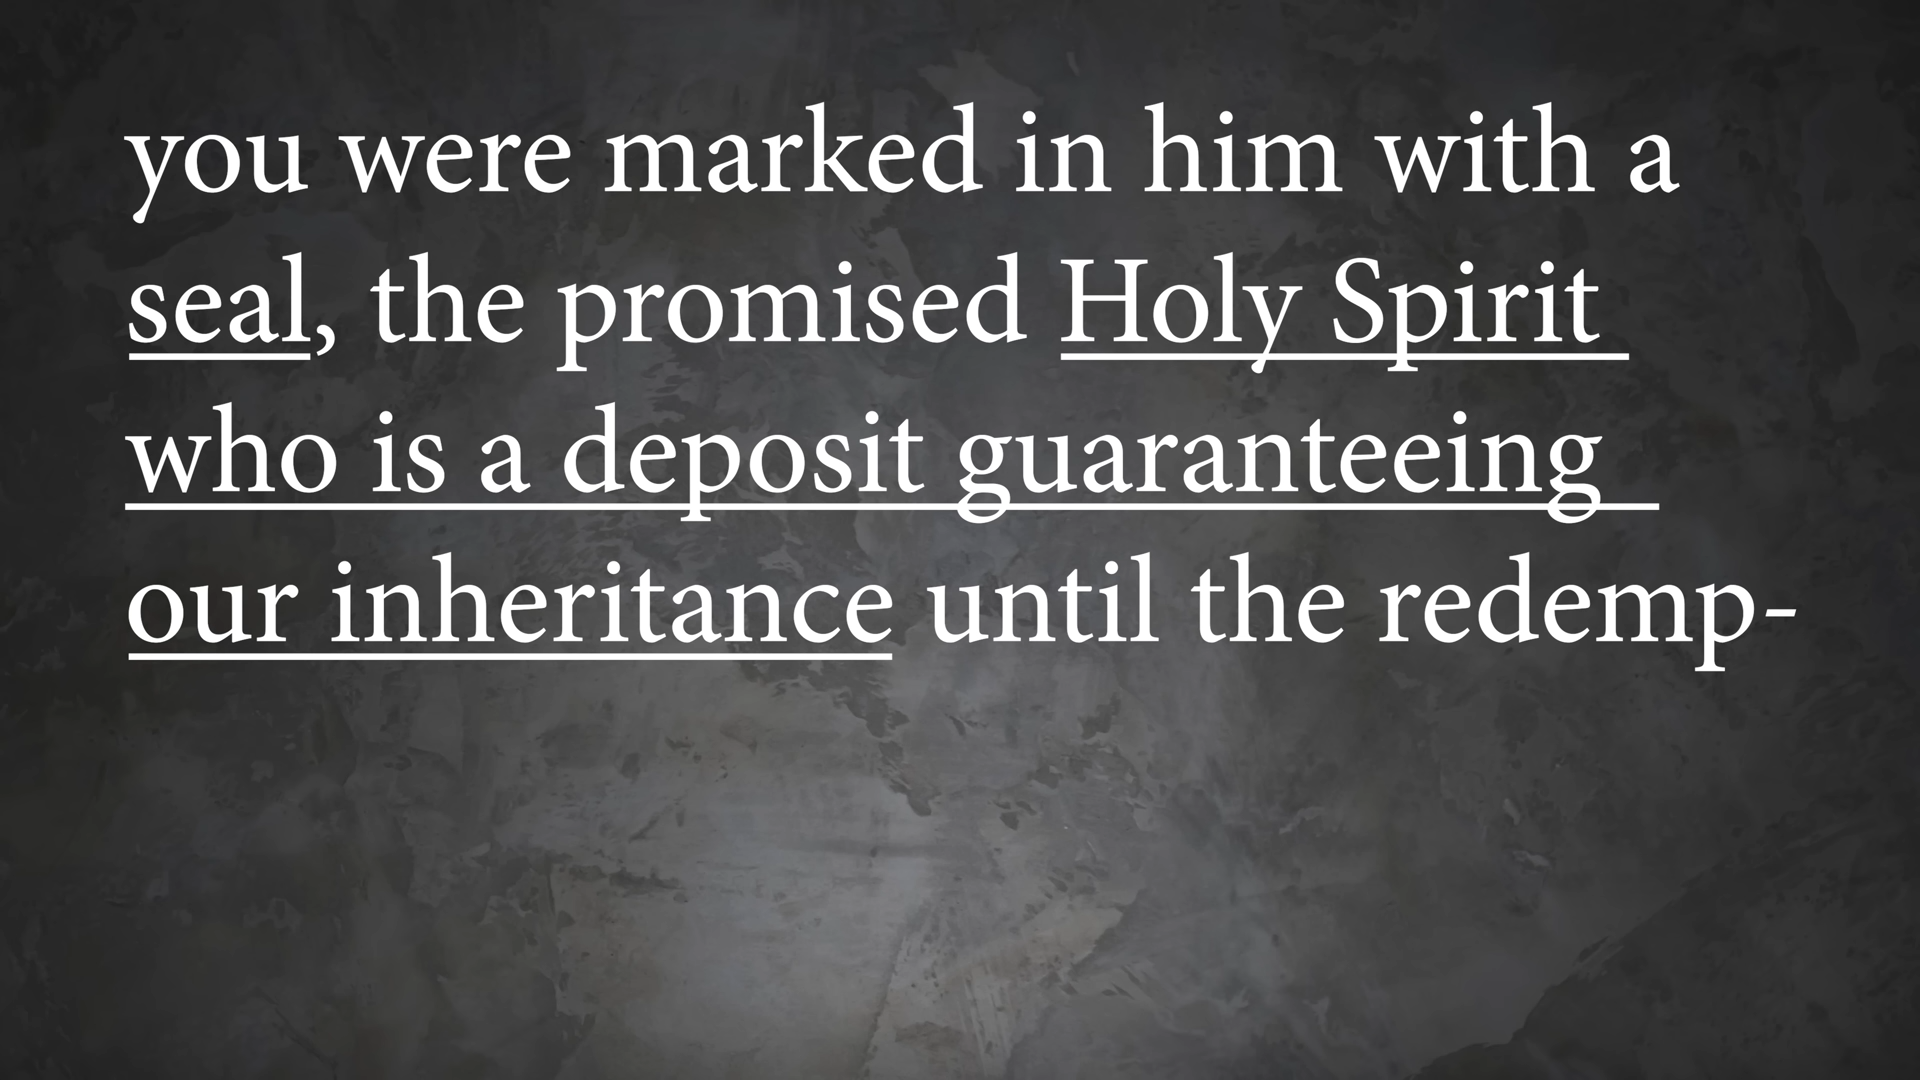 you were marked in him with a
seal, the promised Holy Spirit
who is a deposit guaranteeing
our inheritance until the redemp-